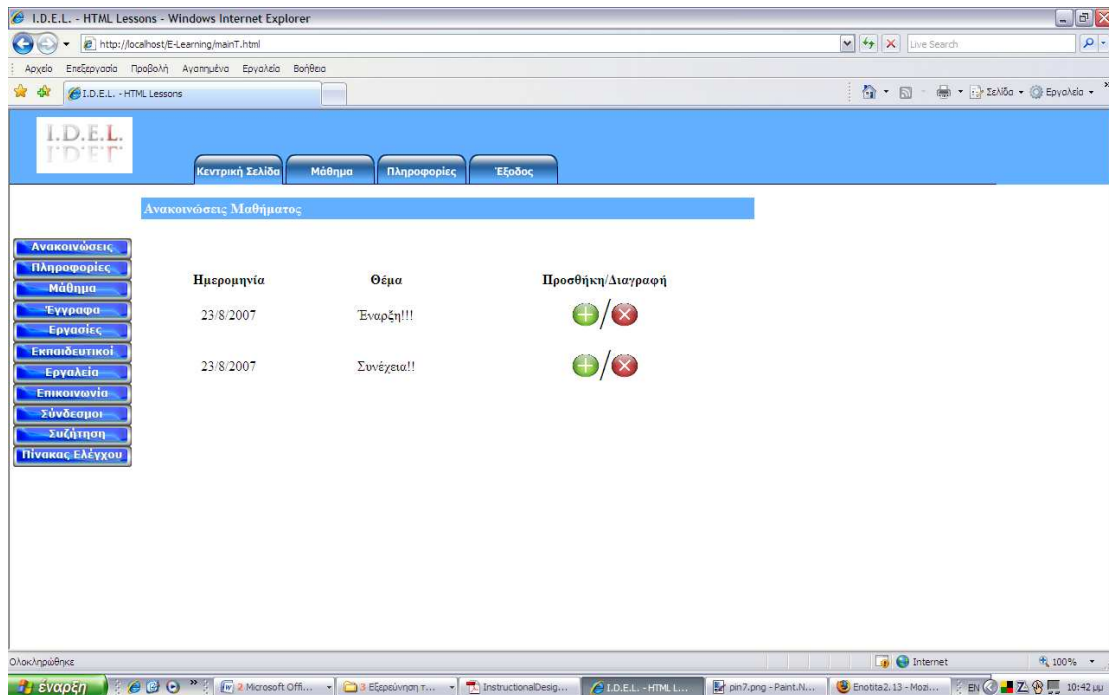 I.D.E.L. - HTML Lessons - Windows Internet Explorer
http://localhost/E-Learning/mainT.html
Live Search
Αρχείο Επεξεργασία Προβολή Αγαπημένα Εργαλεία Βοήθεια
I.D.E.L. - HTML Lessons
Σελίδα Εργαλεία
I.D.E.L.
Κεντρική Σελίδα Μάθημα Πληροφορίες Έξοδος
Ανακοινώσεις Μαθήματος
Ανακοινώσεις
Πληροφορίες
Μάθημα
Έγγραφα
Εργασίες
Εκπαιδευτικοί
Εργαλεία
Επικοινωνία
Σύνδεσμοι
Συζήτηση
Πίνακας Ελέγχου
Ημερομηνία Θέμα Προσθήκη/Διαγραφή
23/8/2007 Έναρξη!!! /
23/8/2007 Συνέχεια!! /
Ολοκληρώθηκε Internet 100%
έναρξη 2 Microsoft Offi... 3 Εξερεύνηση τ... InstructionalDesig... I.D.E.L. - HTML L... pin7.png - Paint.N... Enotita2.13 - Mozi... EN 10:42 μμ